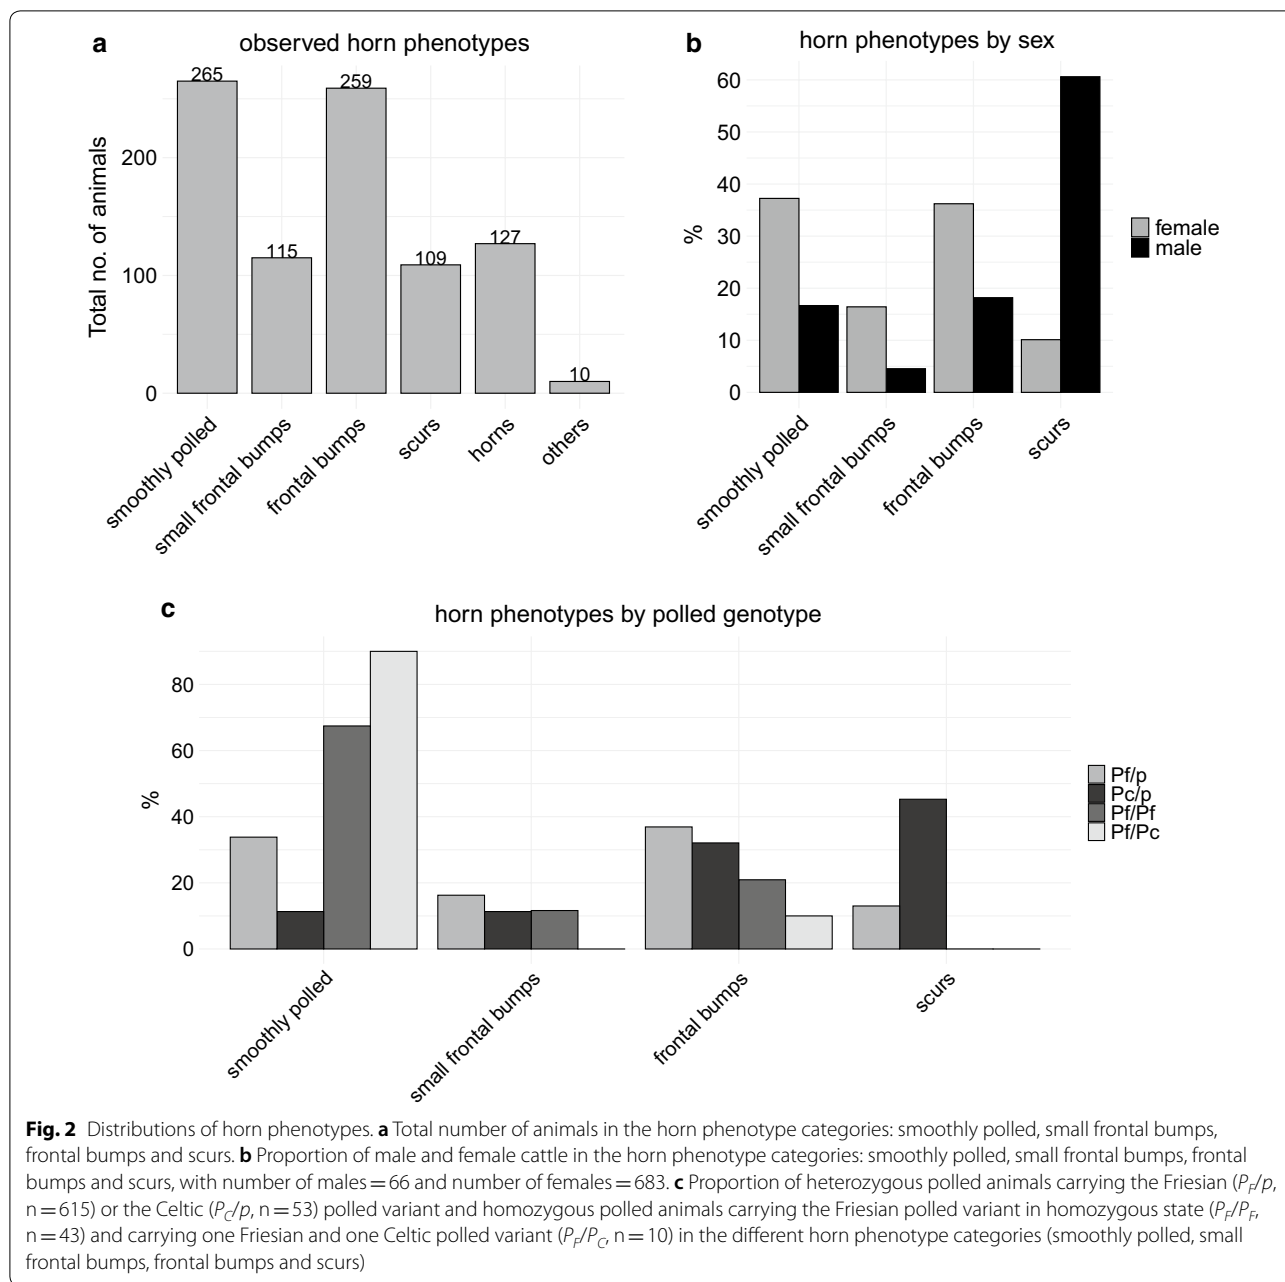 a
observed horn phenotypes
Total no. of animals
200
100
0
265
115
259
109
127
10
smoothly polled
small frontal bumps
frontal bumps
scurs
horns
others
b
horn phenotypes by sex
%
60
50
40
30
20
10
0
smoothly polled
small frontal bumps
frontal bumps
scurs
female
male
c
horn phenotypes by polled genotype
%
80
60
40
20
0
smoothly polled
small frontal bumps
frontal bumps
scurs
Pf/p
Pc/p
Pf/Pf
Pf/Pc
Fig. 2 Distributions of horn phenotypes. a Total number of animals in the horn phenotype categories: smoothly polled, small frontal bumps,
frontal bumps and scurs. b Proportion of male and female cattle in the horn phenotype categories: smoothly polled, small frontal bumps, frontal
bumps and scurs, with number of males = 66 and number of females = 683. c Proportion of heterozygous polled animals carrying the Friesian (PF/p,
n = 615) or the Celtic (PC/p, n = 53) polled variant and homozygous polled animals carrying the Friesian polled variant in homozygous state (PF/PF,
n = 43) and carrying one Friesian and one Celtic polled variant (PF/PC, n = 10) in the different horn phenotype categories (smoothly polled, small
frontal bumps, frontal bumps and scurs)